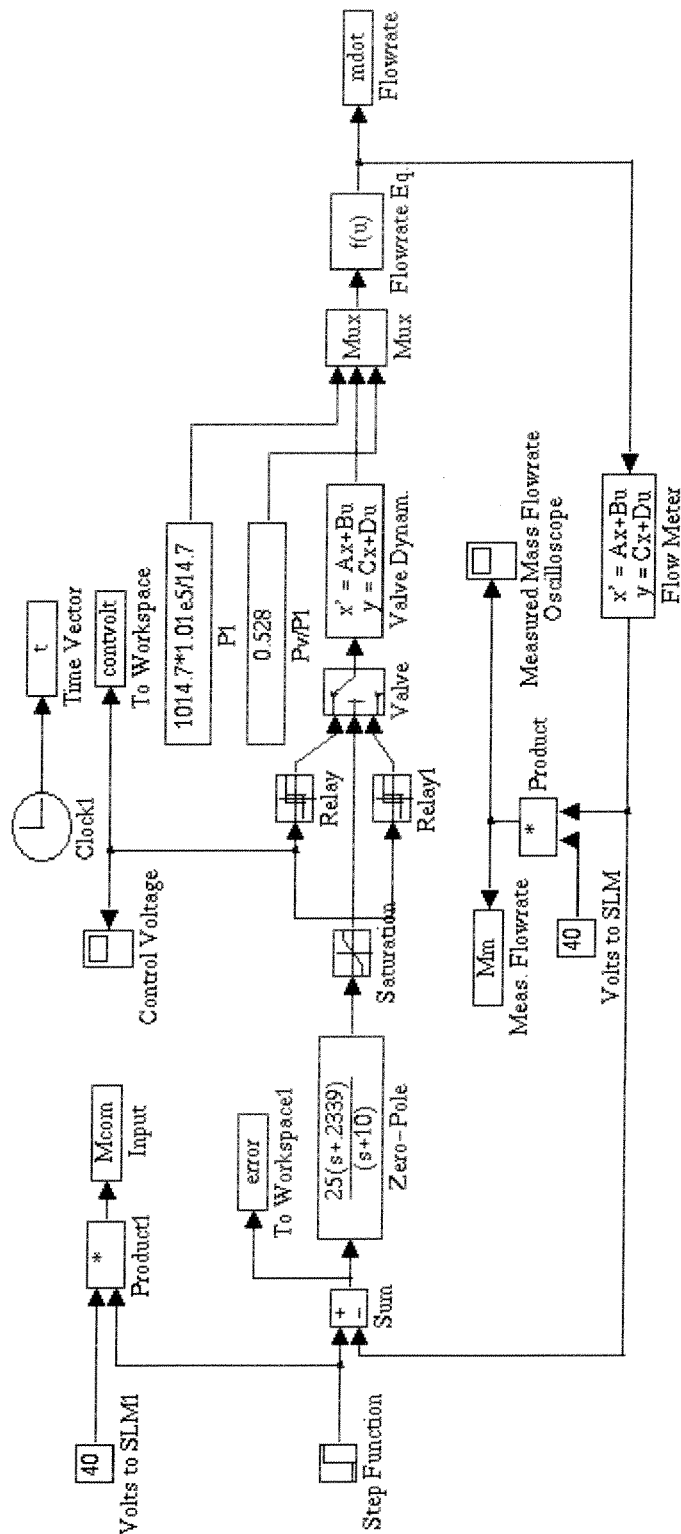 40
Volts to SLM1
*
Product1
Mcom
Input
Step Function
+
−
Sum
error
To Workspace1
25(s+.2339)
(s+10)
Zero-Pole
Control Voltage
Saturation
Clock1
t
Time Vector
contvolt
To Workspace
Relay
Relay1
Valve
1014.7*1.01e5/14.7
P1
0.528
Pw/P1
x' = Ax+Bu
y = Cx+Du
Valve Dynam.
Mux
Mux
f(u)
Flowrate Eq.
mdot
Flowrate
Mm
Meas. Flowrate
40
Volts to SLM
*
Product
Measured Mass Flowrate
Oscilloscope
x' = Ax+Bu
y = Cx+Du
Flow Meter